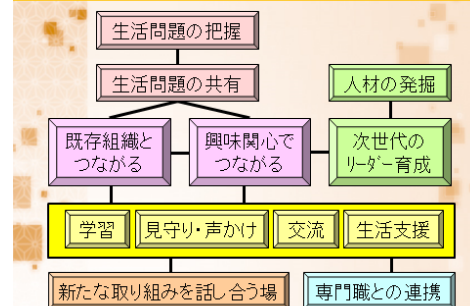 生活問題の把握
生活問題の共有
人材の発掘
既存組織と
つながる
興味関心で
つながる
次世代の
リーダー育成
学習
見守り・声かけ
交流
生活支援
新たな取り組みを話し合う場
専門職との連携